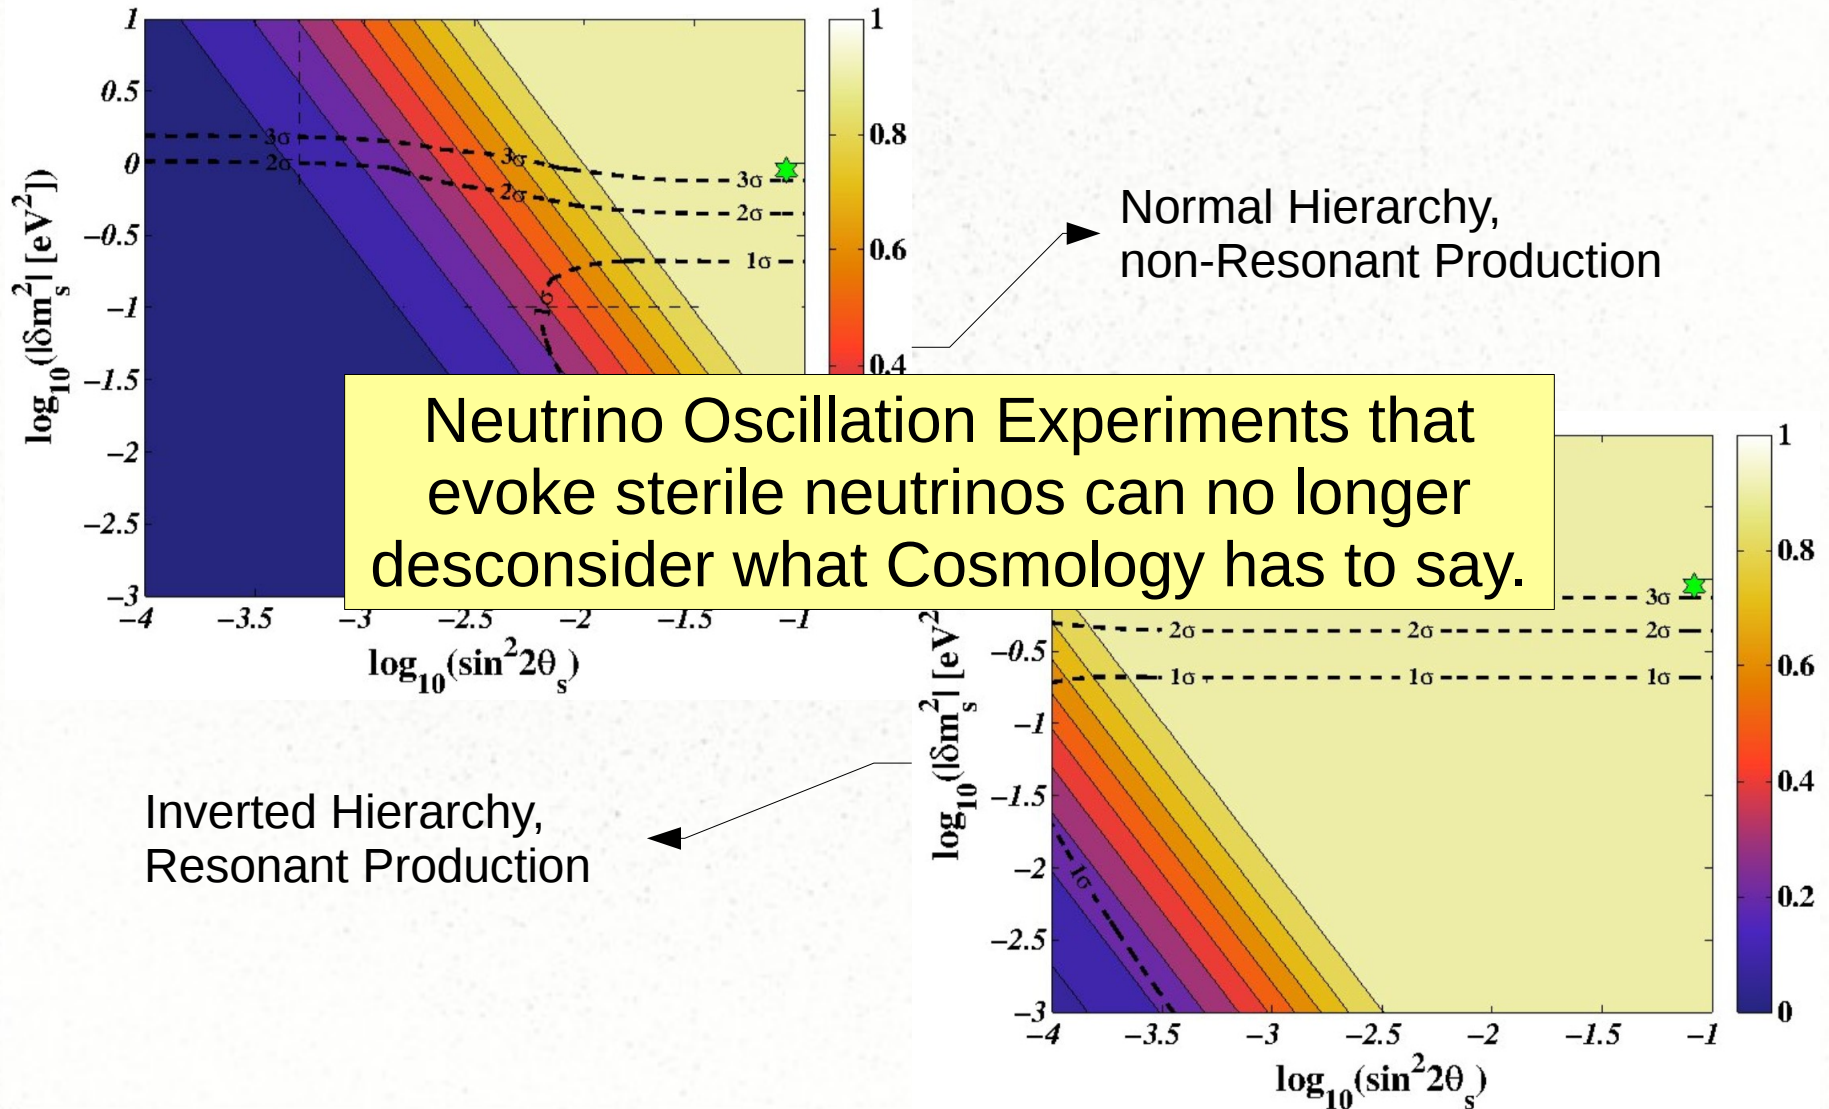 1
0.5
0
−0.5
−1
−1.5
−2
−2.5
−3
log10(|δm²s| [eV²])
3σ
3σ
3σ
2σ
2σ
2σ
1σ
1σ
−4
−3.5
−3
−2.5
−2
−1.5
−1
log10(sin²2θs)
1
0.8
0.6
0.4
Normal Hierarchy,
non-Resonant Production
Neutrino Oscillation Experiments that
evoke sterile neutrinos can no longer
desconsider what Cosmology has to say.
Inverted Hierarchy,
Resonant Production
−0.5
−1
−1.5
−2
−2.5
−3
log10(|δm²s| [eV²
3σ
2σ
2σ
2σ
1σ
1σ
1σ
1σ
−4
−3.5
−3
−2.5
−2
−1.5
−1
log10(sin²2θs)
1
0.8
0.6
0.4
0.2
0